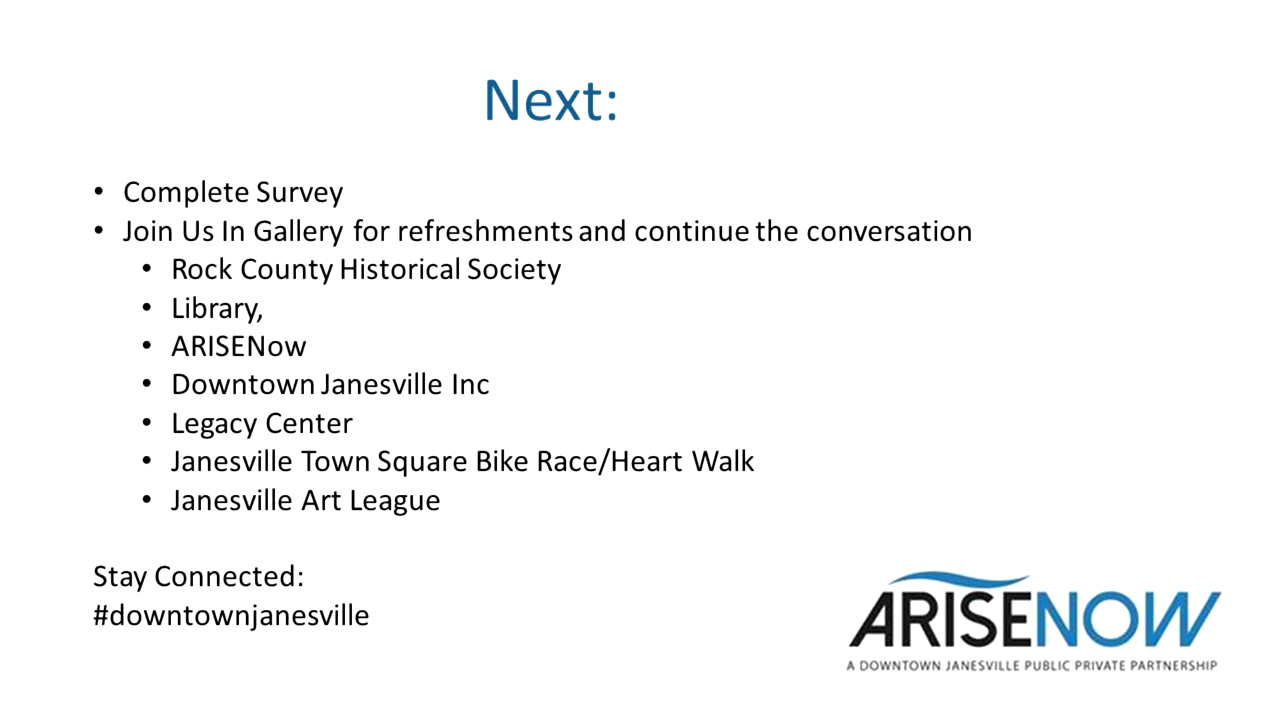 Next:
• Complete Survey
• Join Us In Gallery for refreshments and continue the conversation
• Rock County Historical Society
• Library,
• ARISENow
• Downtown Janesville Inc
• Legacy Center
• Janesville Town Square Bike Race/Heart Walk
• Janesville Art League
Stay Connected:
#downtownjanesville
ARISENOW
A DOWNTOWN JANESVILLE PUBLIC PRIVATE PARTNERSHIP